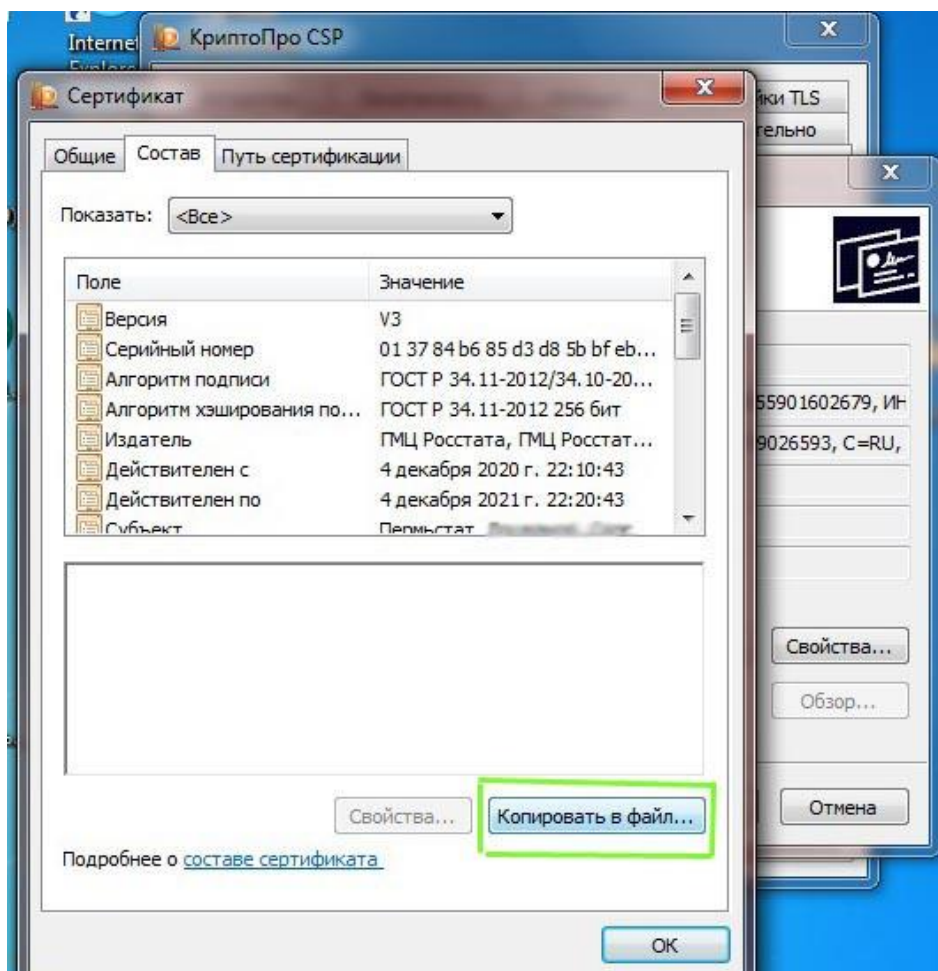 Internet
КриптоПро CSP
X
Сертификат
X
йки TLS
Общие Состав Путь сертификации
тельно
X
Показать: <Все>
Поле Значение
Версия V3
Серийный номер 01 37 84 b6 85 d3 d8 5b bf eb...
Алгоритм подписи ГОСТ Р 34.11-2012/34.10-20...
Алгоритм хэширования по... ГОСТ Р 34.11-2012 256 бит
55901602679, ИН
Издатель ГМЦ Росстата, ГМЦ Росстат...
9026593, C=RU,
Действителен с 4 декабря 2020 г. 22:10:43
Действителен по 4 декабря 2021 г. 22:20:43
Субъект Пермьстат
Свойства...
Обзор...
Свойства... Копировать в файл...
Отмена
Подробнее о составе сертификата
ОК